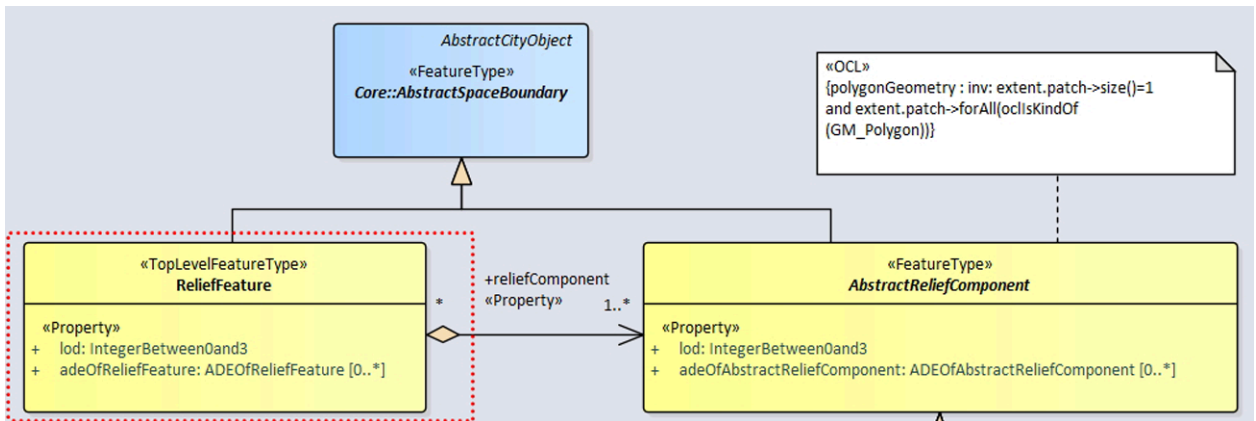 AbstractCityObject
«FeatureType»
Core::AbstractSpaceBoundary
«OCL»
{polygonGeometry : inv: extent.patch->size()=1
and extent.patch->forAll(oclIsKindOf
(GM_Polygon))}
«TopLevelFeatureType»
ReliefFeature
«Property»
+ lod: IntegerBetween0and3
+ adeOfReliefFeature: ADEOfReliefFeature [0..*]
*
+reliefComponent
«Property»
1..*
«FeatureType»
AbstractReliefComponent
«Property»
+ lod: IntegerBetween0and3
+ adeOfAbstractReliefComponent: ADEOfAbstractReliefComponent [0..*]